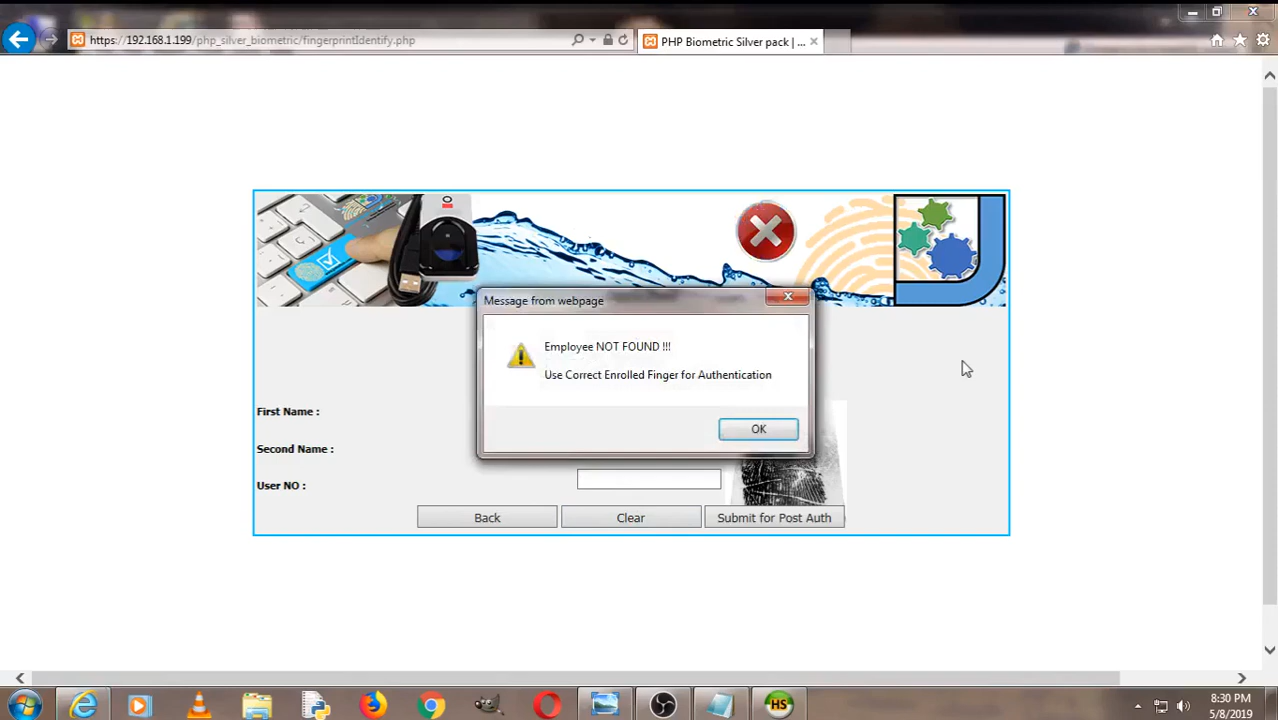 https://192.168.1.199/php_silver_biometric/fingerprintIdentify.php
PHP Biometric Silver pack | ...
Message from webpage
Employee NOT FOUND !!!
Use Correct Enrolled Finger for Authentication
OK
First Name :
Second Name :
User NO :
Back
Clear
Submit for Post Auth
HS
8:30 PM
5/8/2019